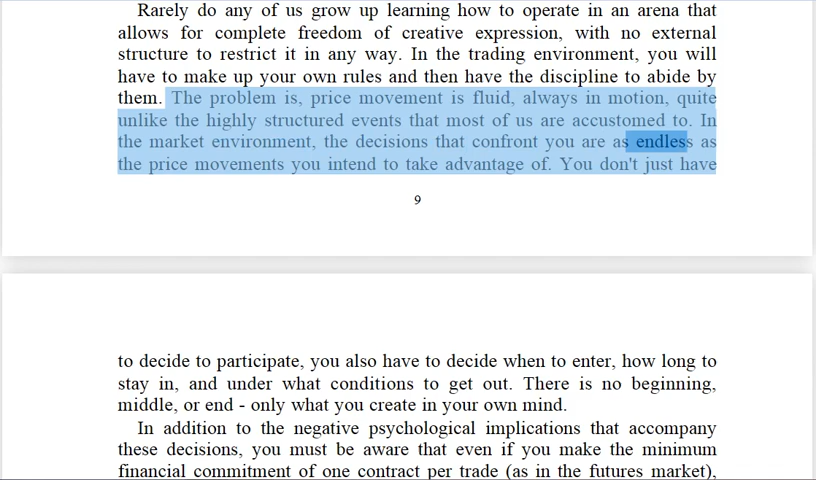 Rarely do any of us grow up learning how to operate in an arena that
allows for complete freedom of creative expression, with no external
structure to restrict it in any way. In the trading environment, you will
have to make up your own rules and then have the discipline to abide by
them. The problem is, price movement is fluid, always in motion, quite
unlike the highly structured events that most of us are accustomed to. In
the market environment, the decisions that confront you are as endless as
the price movements you intend to take advantage of. You don't just have
9
to decide to participate, you also have to decide when to enter, how long to
stay in, and under what conditions to get out. There is no beginning,
middle, or end - only what you create in your own mind.
In addition to the negative psychological implications that accompany
these decisions, you must be aware that even if you make the minimum
financial commitment of one contract per trade (as in the futures market),